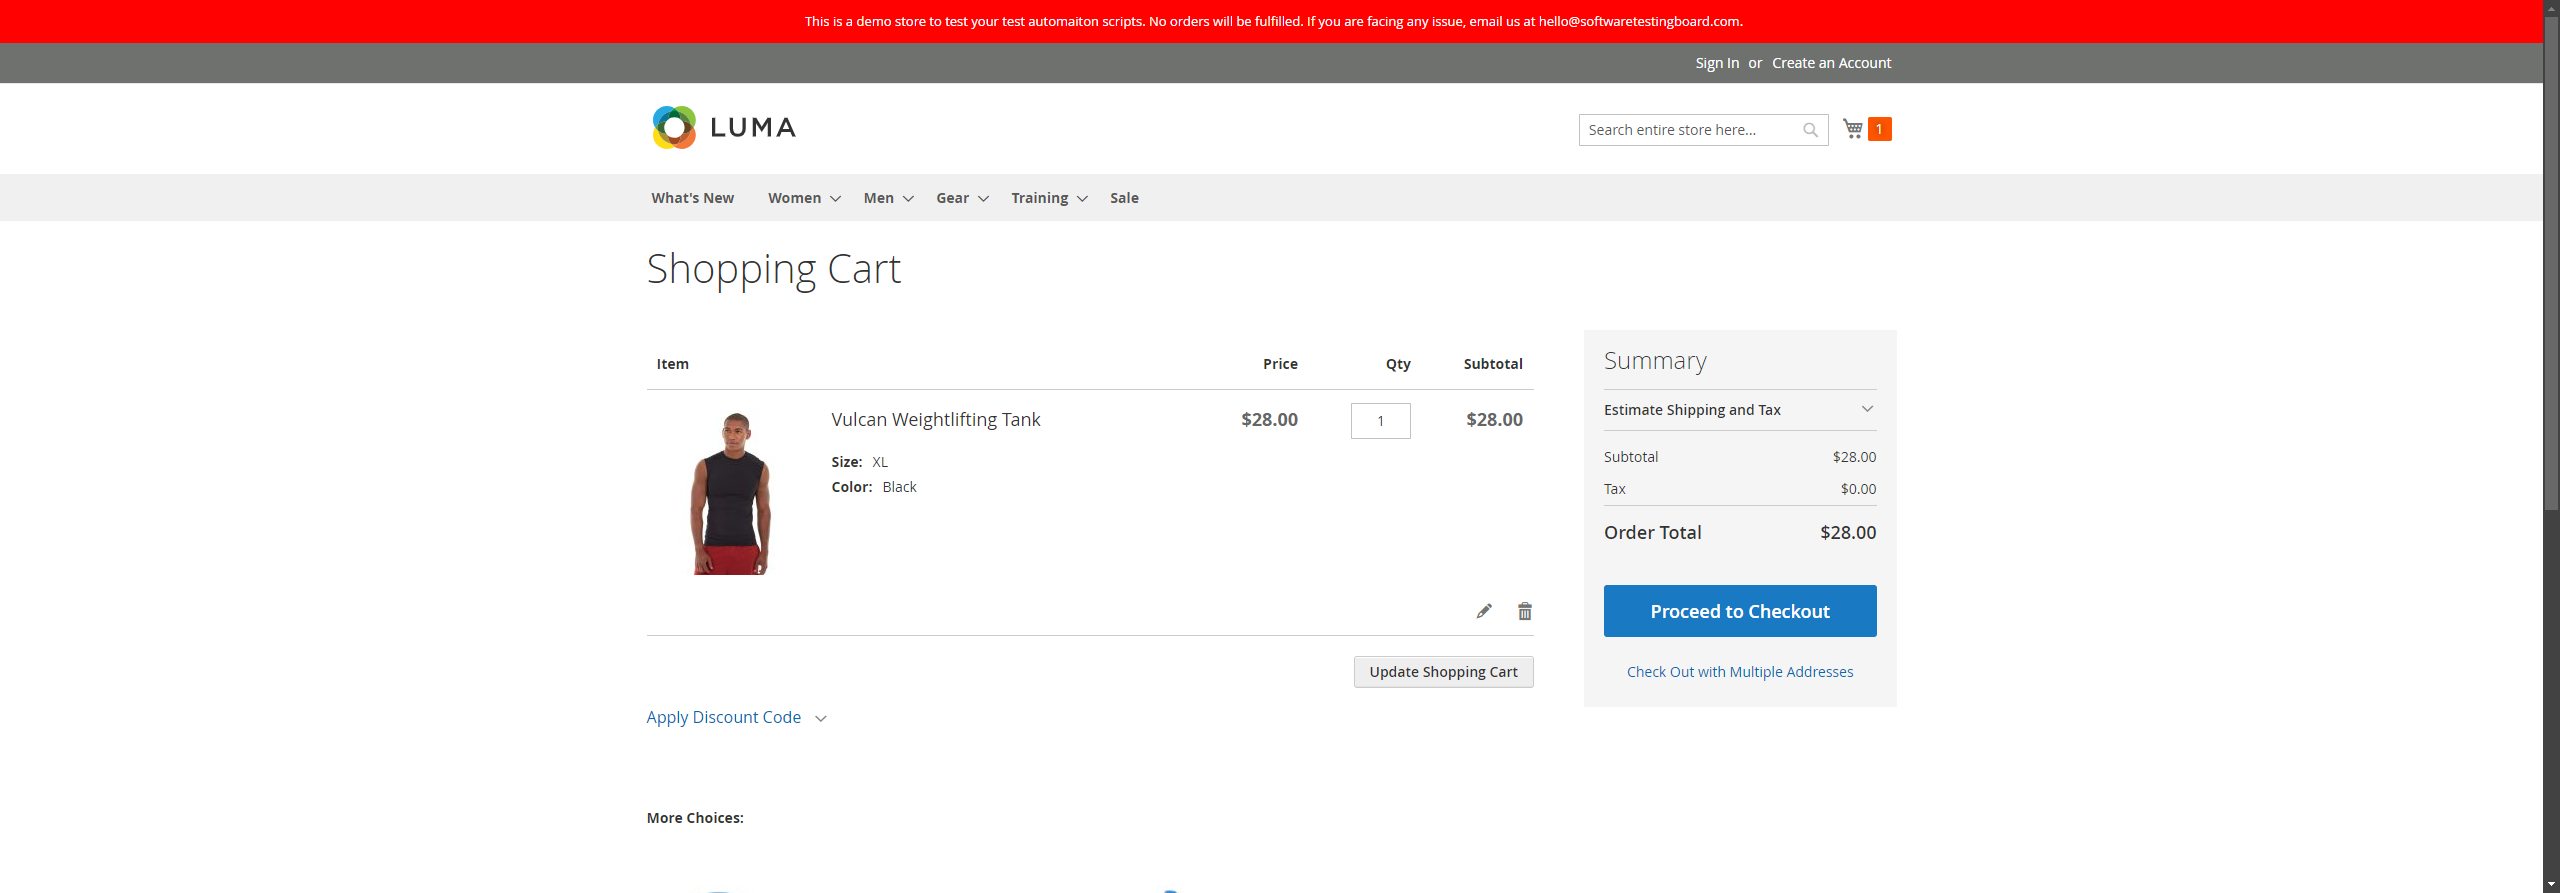 This is a demo store to test your test automaiton scripts. No orders will be fulfilled. If you are facing any issue, email us at hello@softwaretestingboard.com.
Sign In or Create an Account
LUMA
Search entire store here...
1
What's New Women Men Gear Training Sale
Shopping Cart
Item Price Qty Subtotal
Vulcan Weightlifting Tank $28.00 1 $28.00
Size: XL
Color: Black
Update Shopping Cart
Apply Discount Code
Summary
Estimate Shipping and Tax
Subtotal $28.00
Tax $0.00
Order Total $28.00
Proceed to Checkout
Check Out with Multiple Addresses
More Choices: